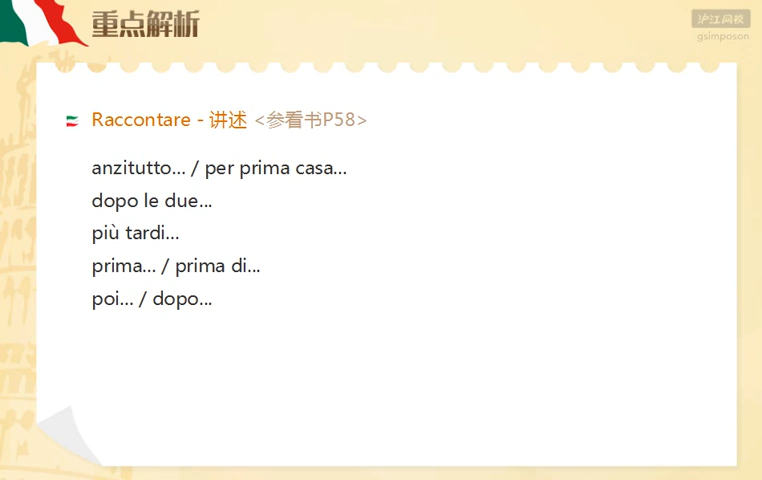 重点解析
沪江网校
gsimposon
Raccontare - 讲述 <参看书P58>
anzitutto... / per prima casa...
dopo le due...
più tardi...
prima... / prima di...
poi... / dopo...